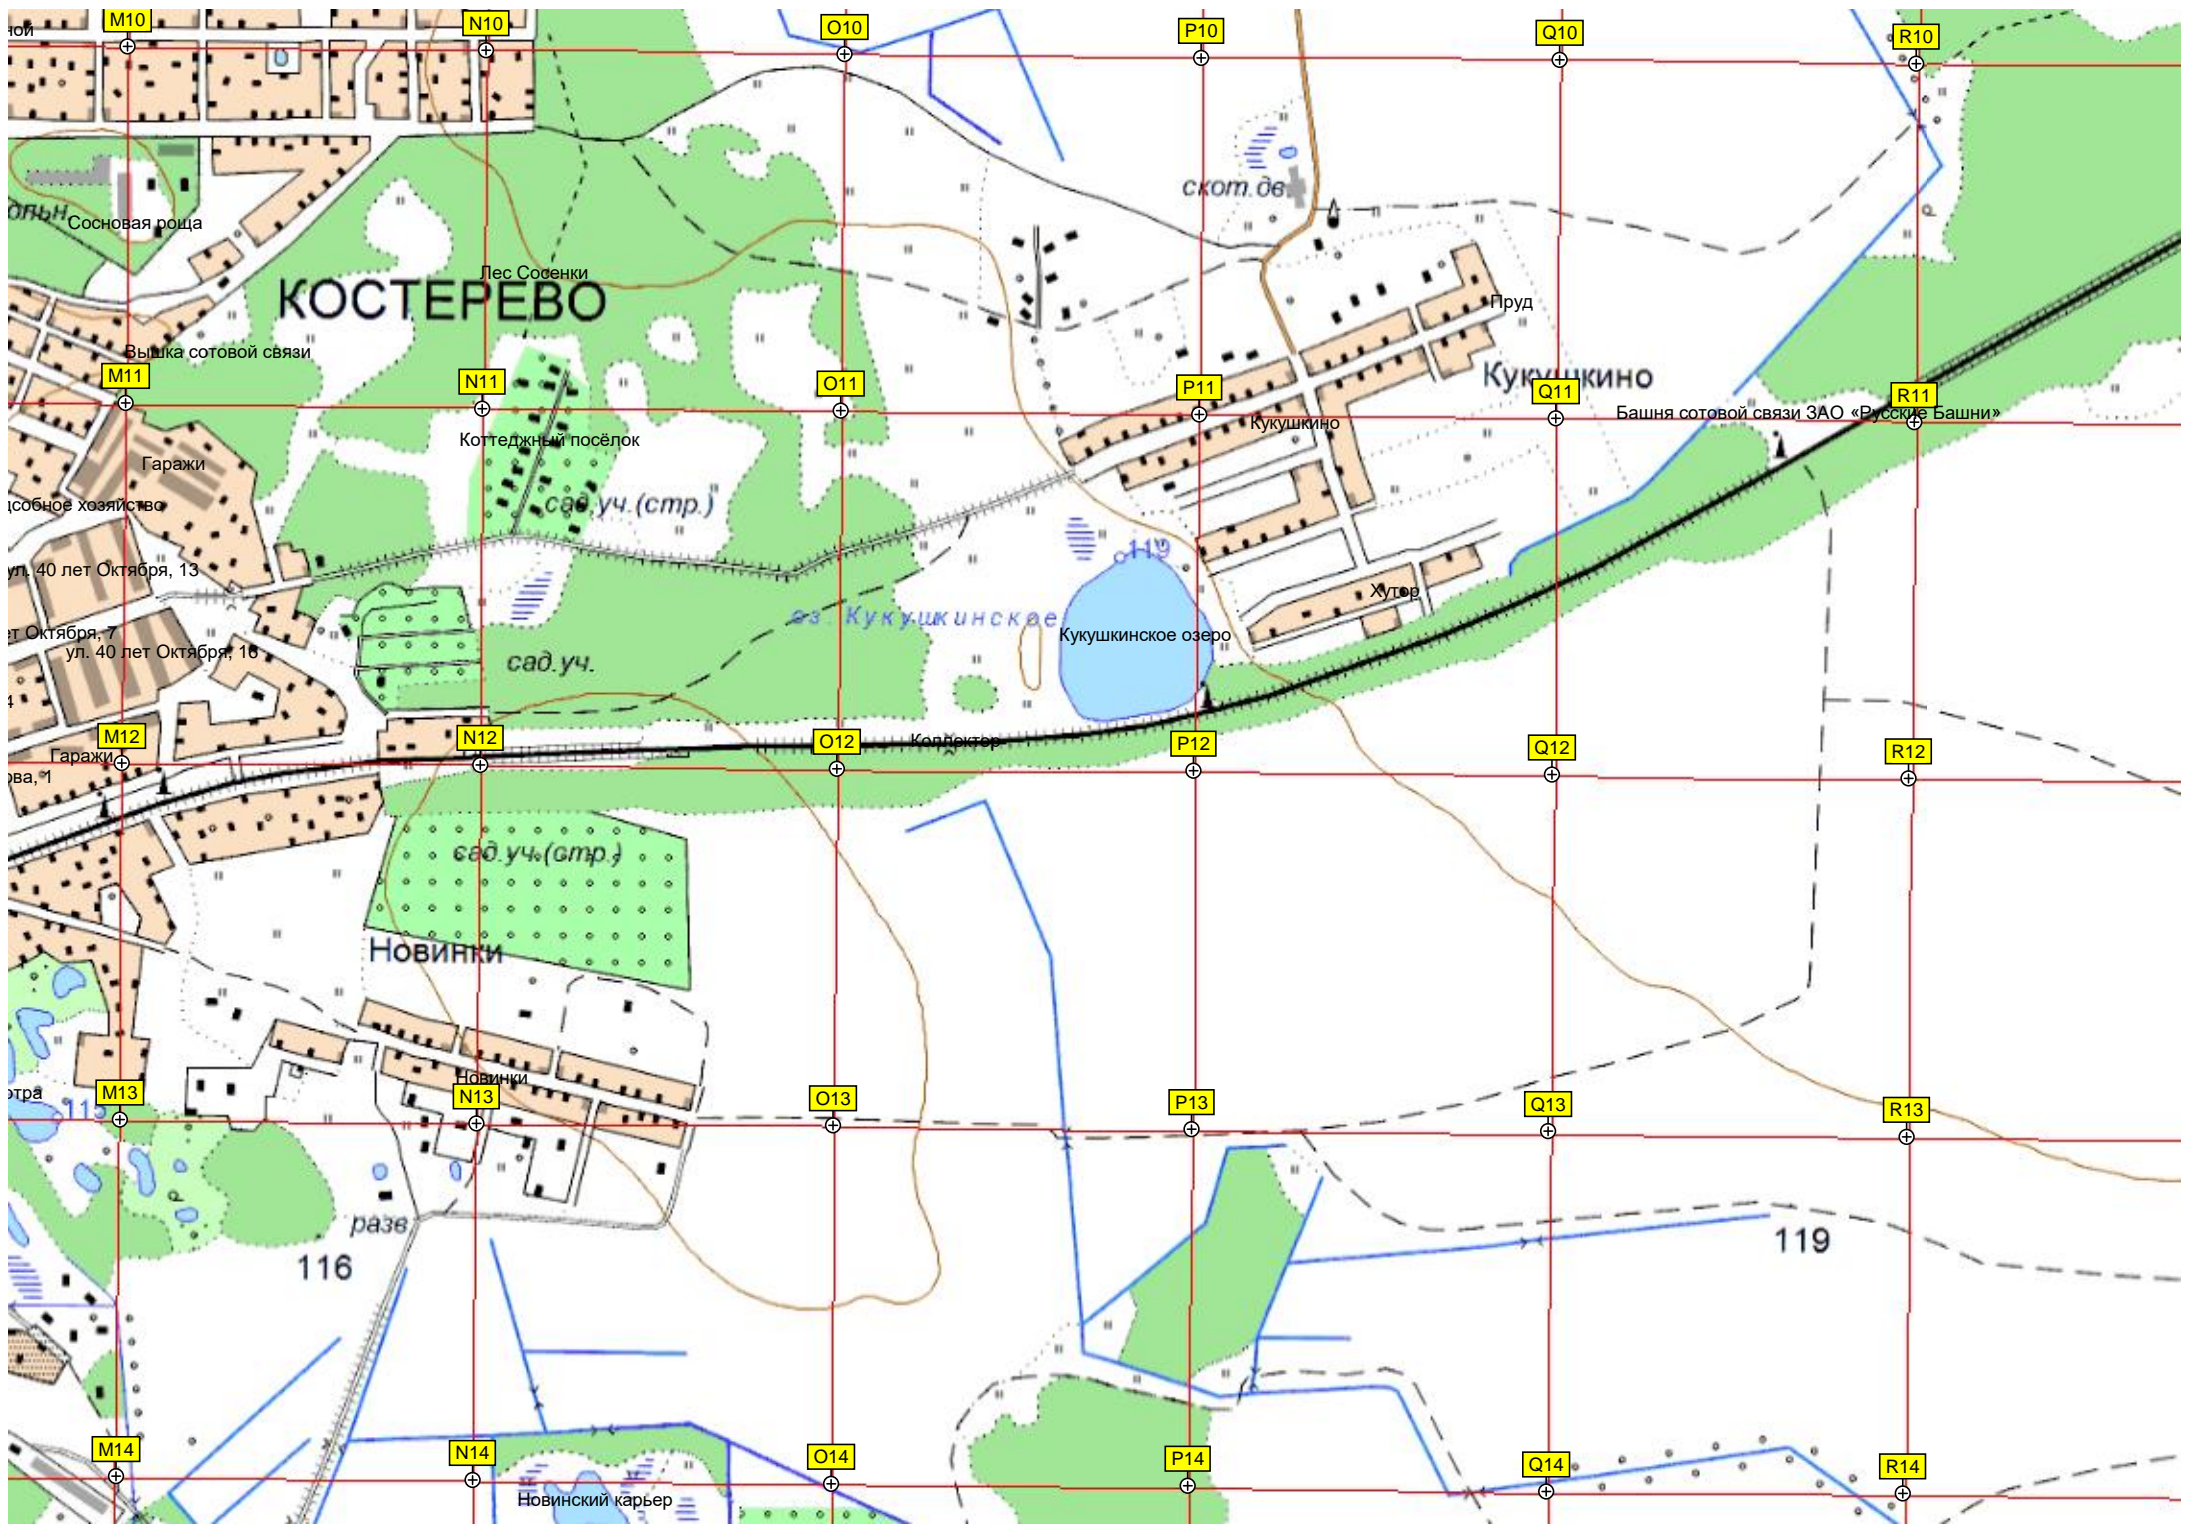 M10
N10
O10
P10
Q10
R10
ной
скот.дв.
Сосновая роща
Лес Сосенки
КОСТЕРЕВО
Пруд
Вышка сотовой связи
Кукушкино
M11
N11
O11
P11
Q11
R11
Башня сотовой связи ЗАО «Русские Башни»
Кукушкино
Коттеджный посёлок
Гаражи
сад.уч.(стр.)
дсобное хозяйство
119
ул. 40 лет Октября, 13
Хутор
оз. Кукушкинское
ет Октября, 7
Кукушкинское озеро
ул. 40 лет Октября, 16
сад.уч.
4
M12
N12
O12
P12
Q12
R12
Коллектор
Гаражи
ова, 1
сад.уч.(стр.)
Новинки
Новинки
отра
M13
N13
O13
P13
Q13
R13
115
разв
116
119
M14
N14
O14
P14
Q14
R14
Новинский карьер